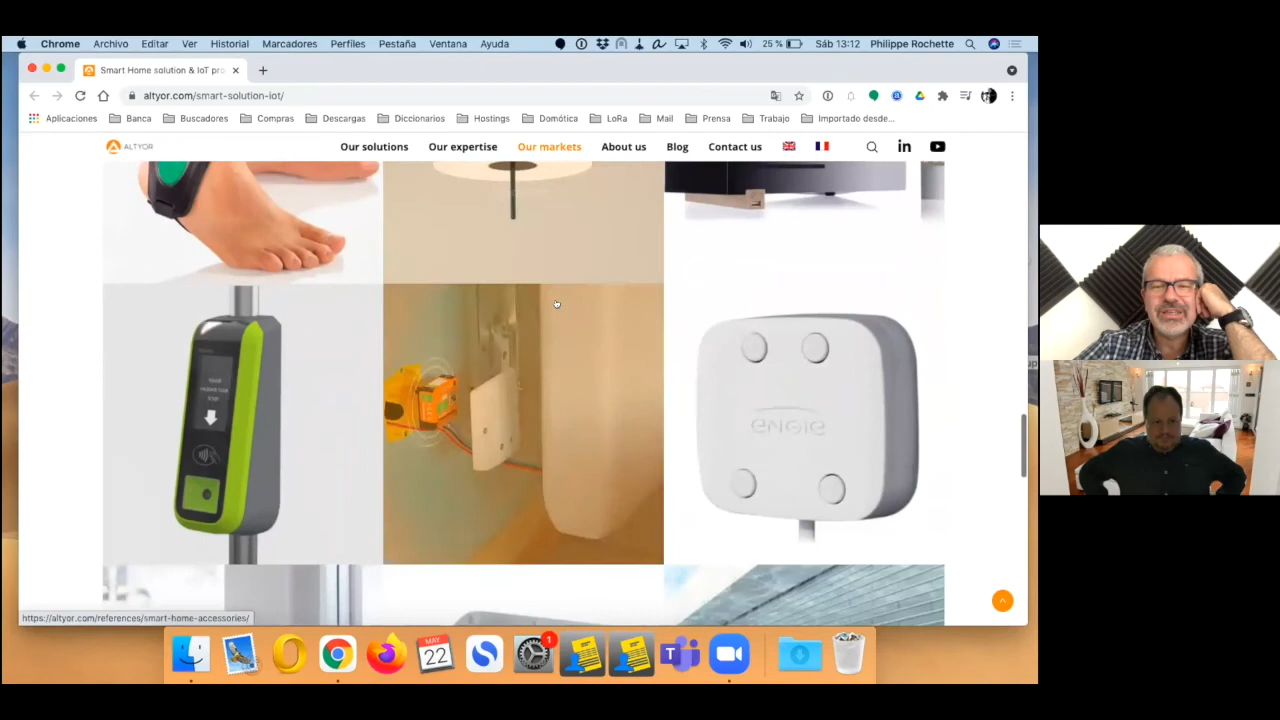 Chrome Archivo Editar Ver Historial Marcadores Perfiles Pestaña Ventana Ayuda 25 % Sáb 13:12 Philippe Rochette
Smart Home solution & IoT pro
altyor.com/smart-solution-iot/
Aplicaciones Banca Buscadores Compras Descargas Diccionarios Hostings Domótica LoRa Mail Prensa Trabajo Importado desde...
ALTYOR Our solutions Our expertise Our markets About us Blog Contact us in
ENGIE
https://altyor.com/references/smart-home-accessories/
MAY 22
1
T